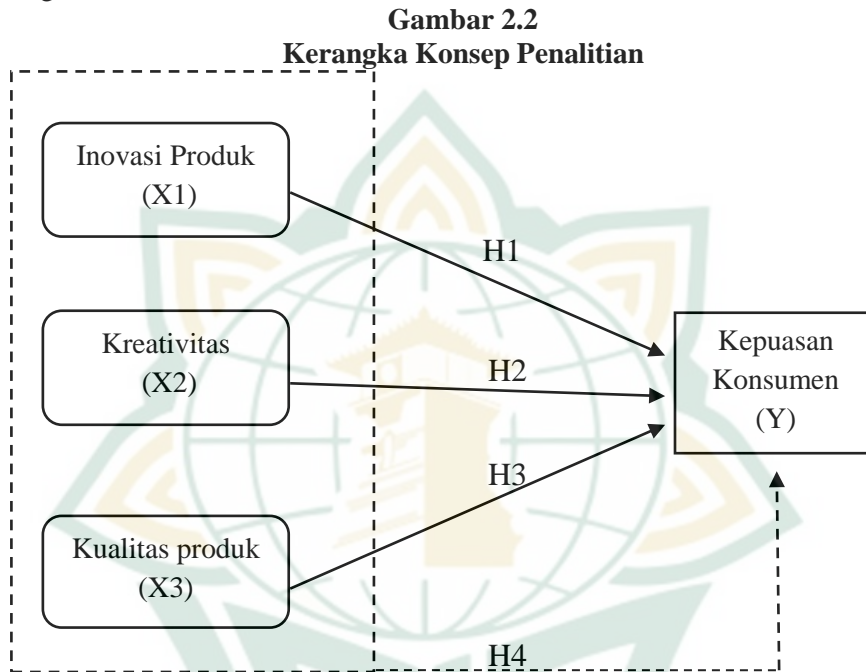 Gambar 2.2
Kerangka Konsep Penalitian
Inovasi Produk
(X1)
H1
Kreativitas
(X2)
H2
Kepuasan
Konsumen
(Y)
H3
Kualitas produk
(X3)
H4